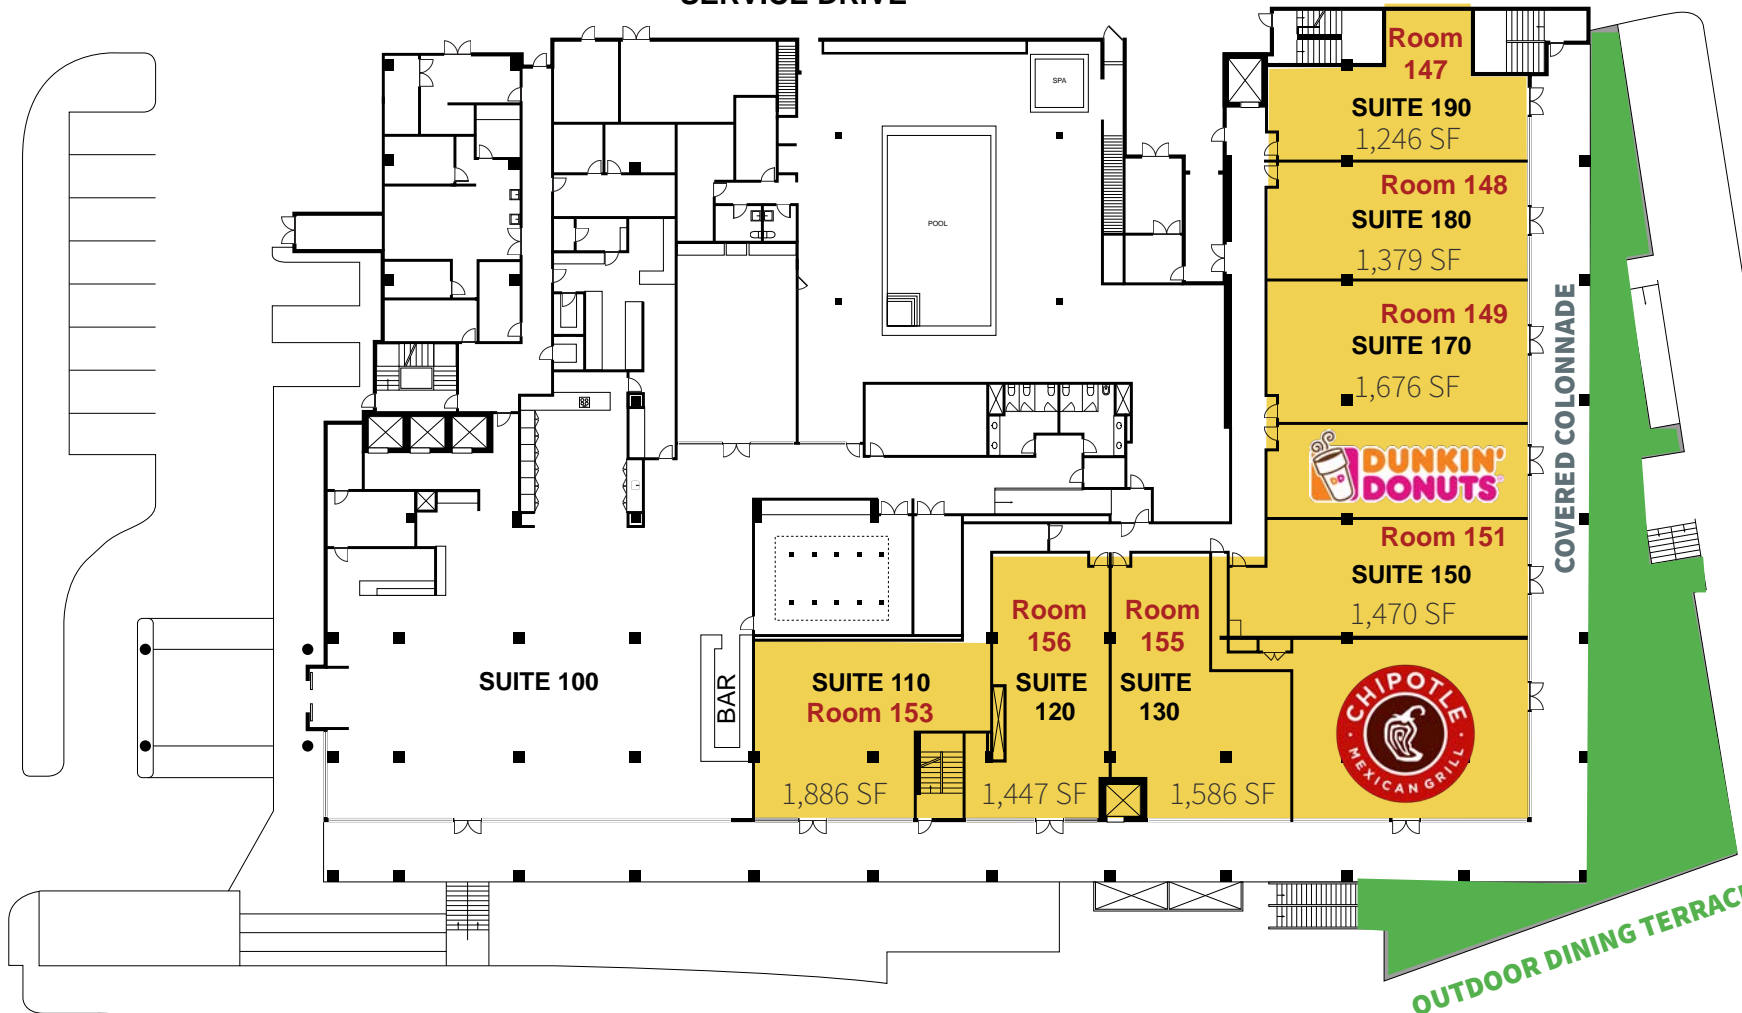 SERVICE DRIVE
Room
147
SUITE 190
1,246 SF
SPA
POOL
Room 148
SUITE 180
1,379 SF
Room 149
SUITE 170
1,676 SF
COVERED COLONNADE
DUNKIN'
DONUTS
DD
Room 151
SUITE 150
1,470 SF
Room
156
SUITE
120
1,447 SF
Room
155
SUITE
130
1,586 SF
SUITE 100
BAR
SUITE 110
Room 153
1,886 SF
CHIPOTLE
MEXICAN GRILL
OUTDOOR DINING TERRACE